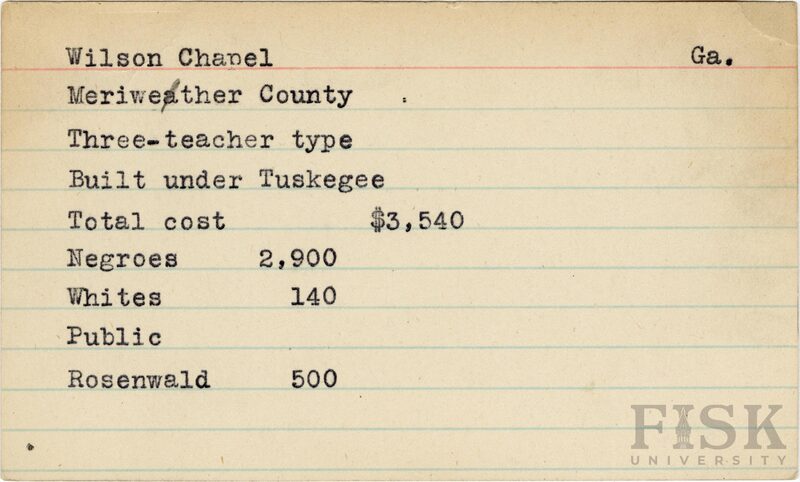 Wilson Chapel Ga.
Meriwether County
Three-teacher type
Built under Tuskegee
Total cost $3,540
Negroes 2,900
Whites 140
Public
Rosenwald 500
FISK
UNIVERSITY